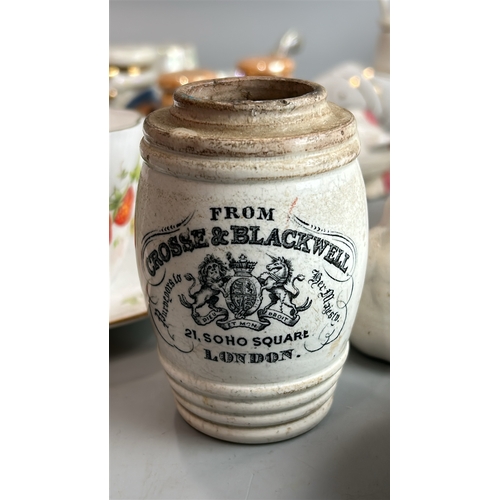 FROM
CROSSE & BLACKWELL
Purveyors to Her Majesty
DIEU ET MON DROIT
21, SOHO SQUARE
LONDON.